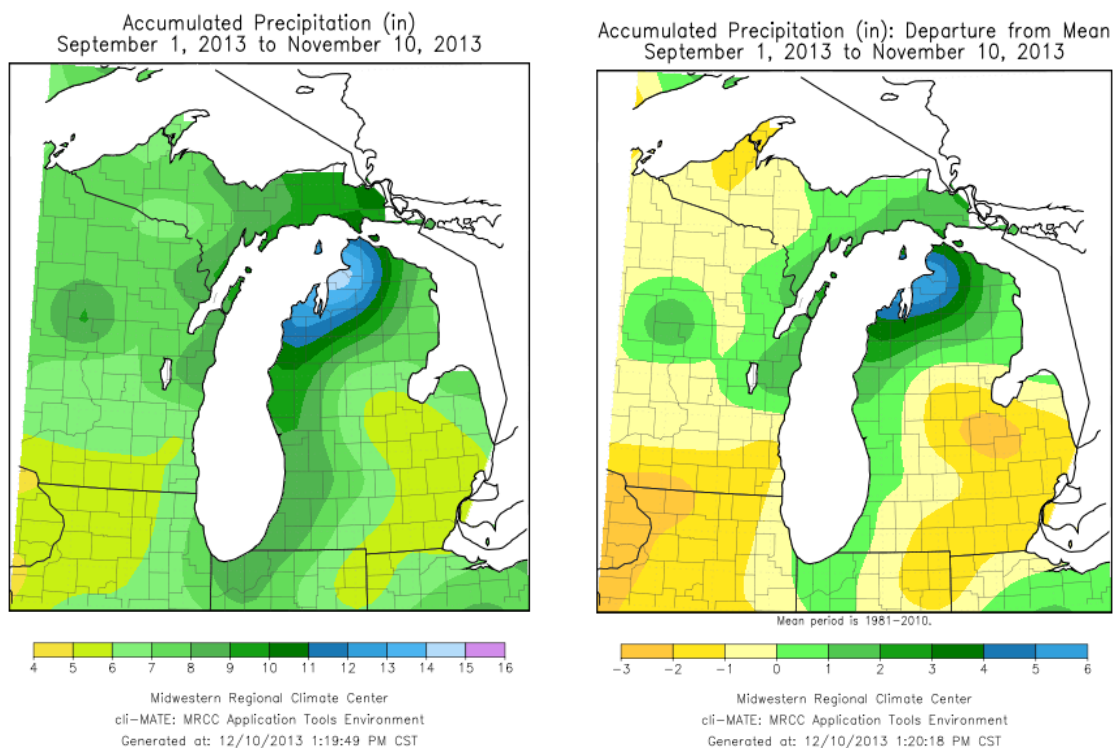 Accumulated Precipitation (in)
September 1, 2013 to November 10, 2013
4 5 6 7 8 9 10 11 12 13 14 15 16
Midwestern Regional Climate Center
cli-MATE: MRCC Application Tools Environment
Generated at: 12/10/2013 1:19:49 PM CST
Accumulated Precipitation (in): Departure from Mean
September 1, 2013 to November 10, 2013
Mean period is 1981-2010.
-3 -2 -1 0 1 2 3 4 5 6
Midwestern Regional Climate Center
cli-MATE: MRCC Application Tools Environment
Generated at: 12/10/2013 1:20:18 PM CST